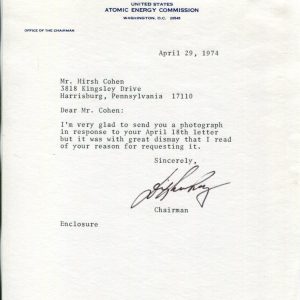 UNITED STATES
ATOMIC ENERGY COMMISSION
WASHINGTON, D.C. 20545
OFFICE OF THE CHAIRMAN
April 29, 1974
Mr. Hirsh Cohen
3818 Kingsley Drive
Harrisburg, Pennsylvania 17110
Dear Mr. Cohen:
I'm very glad to send you a photograph
in response to your April 18th letter
but it was with great dismay that I read
of your reason for requesting it.
Sincerely,
Chairman
Enclosure